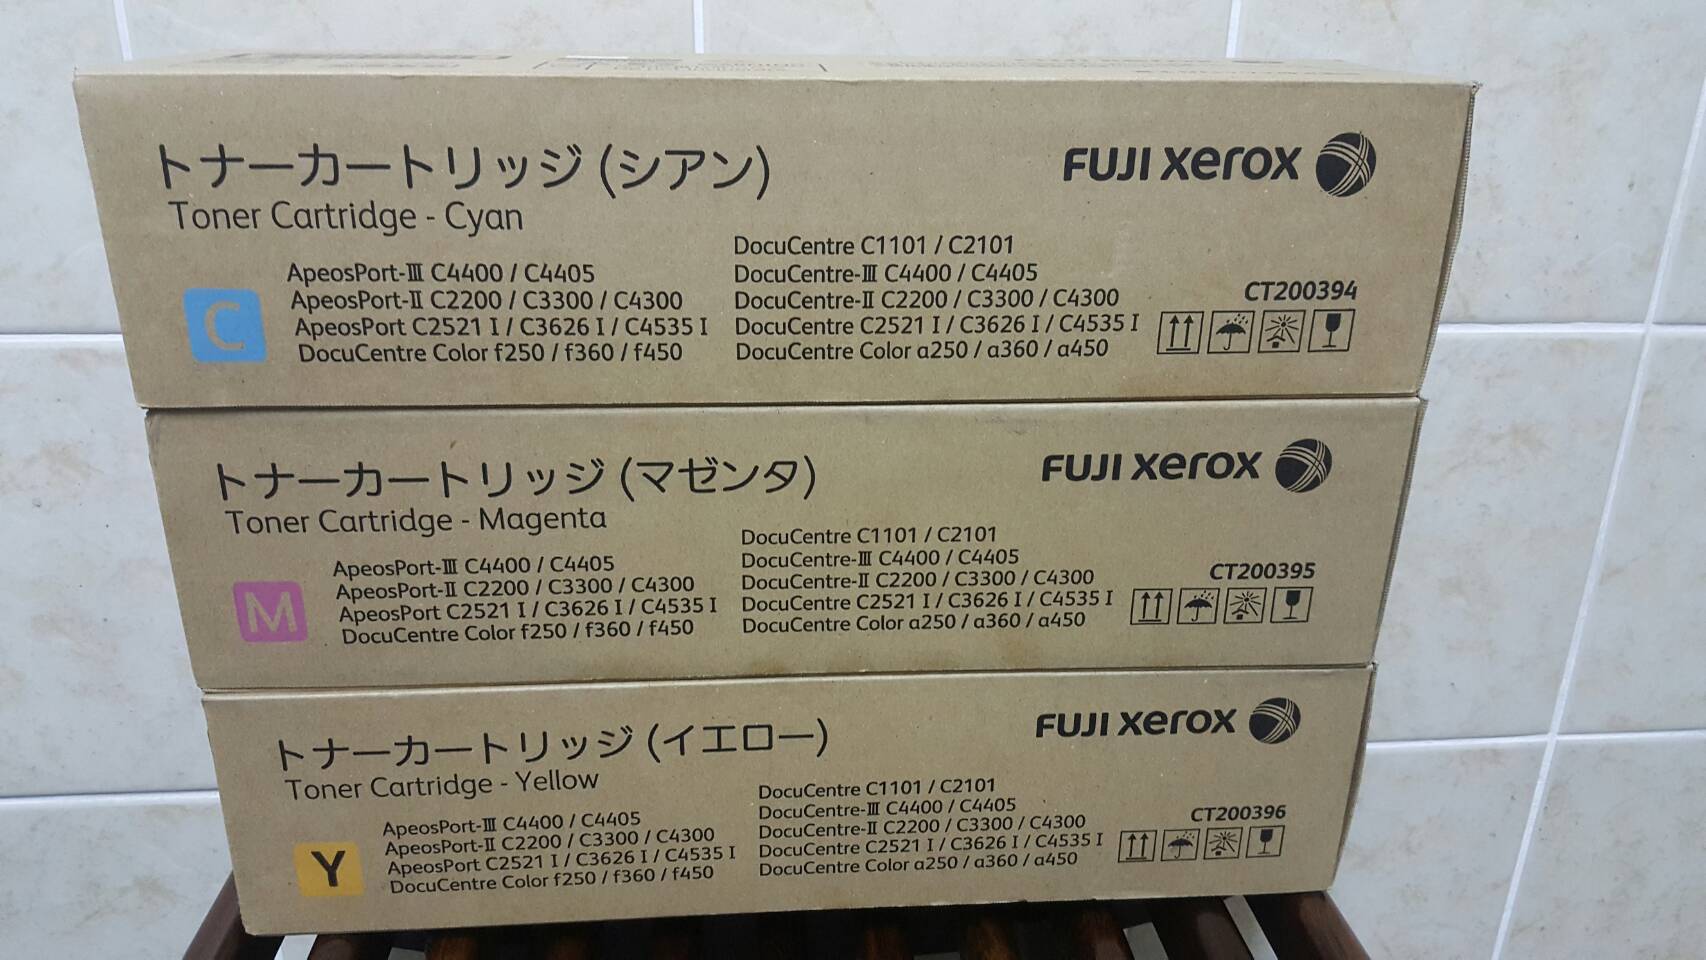 トナーカートリッジ (シアン)
FUJI xerox
Toner Cartridge - Cyan
C
ApeosPort-Ⅲ C4400 / C4405
ApeosPort-Ⅱ C2200 / C3300 / C4300
ApeosPort C2521 I / C3626 I / C4535 I
DocuCentre Color f250 / f360 / f450
DocuCentre C1101 / C2101
DocuCentre-Ⅲ C4400 / C4405
DocuCentre-Ⅱ C2200 / C3300 / C4300
DocuCentre C2521 I / C3626 I / C4535 I
DocuCentre Color a250 / a360 / a450
CT200394
トナーカートリッジ (マゼンタ)
FUJI xerox
Toner Cartridge - Magenta
M
ApeosPort-Ⅲ C4400 / C4405
ApeosPort-Ⅱ C2200 / C3300 / C4300
ApeosPort C2521 I / C3626 I / C4535 I
DocuCentre Color f250 / f360 / f450
DocuCentre C1101 / C2101
DocuCentre-Ⅲ C4400 / C4405
DocuCentre-Ⅱ C2200 / C3300 / C4300
DocuCentre C2521 I / C3626 I / C4535 I
DocuCentre Color a250 / a360 / a450
CT200395
トナーカートリッジ (イエロー)
FUJI xerox
Toner Cartridge - Yellow
Y
ApeosPort-Ⅲ C4400 / C4405
ApeosPort-Ⅱ C2200 / C3300 / C4300
ApeosPort C2521 I / C3626 I / C4535 I
DocuCentre Color f250 / f360 / f450
DocuCentre C1101 / C2101
DocuCentre-Ⅲ C4400 / C4405
DocuCentre-Ⅱ C2200 / C3300 / C4300
DocuCentre C2521 I / C3626 I / C4535 I
DocuCentre Color a250 / a360 / a450
CT200396